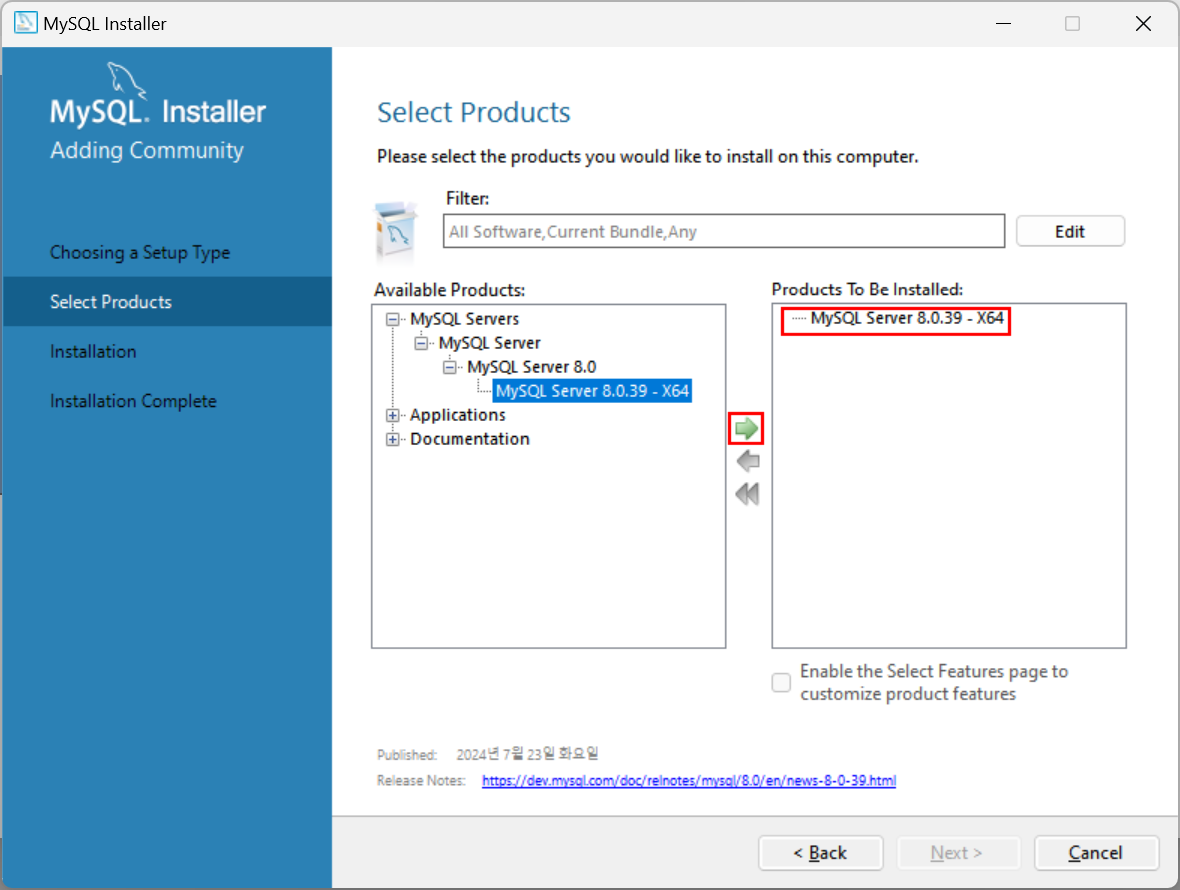 MySQL Installer
MySQL. Installer
Adding Community
Choosing a Setup Type
Select Products
Installation
Installation Complete
Select Products
Please select the products you would like to install on this computer.
Filter:
All Software,Current Bundle,Any
Edit
Available Products:
MySQL Servers
MySQL Server
MySQL Server 8.0
MySQL Server 8.0.39 - X64
Applications
Documentation
Products To Be Installed:
MySQL Server 8.0.39 - X64
Enable the Select Features page to
customize product features
Published: 2024년 7월 23일 화요일
Release Notes: https://dev.mysql.com/doc/relnotes/mysql/8.0/en/news-8-0-39.html
< Back
Next >
Cancel